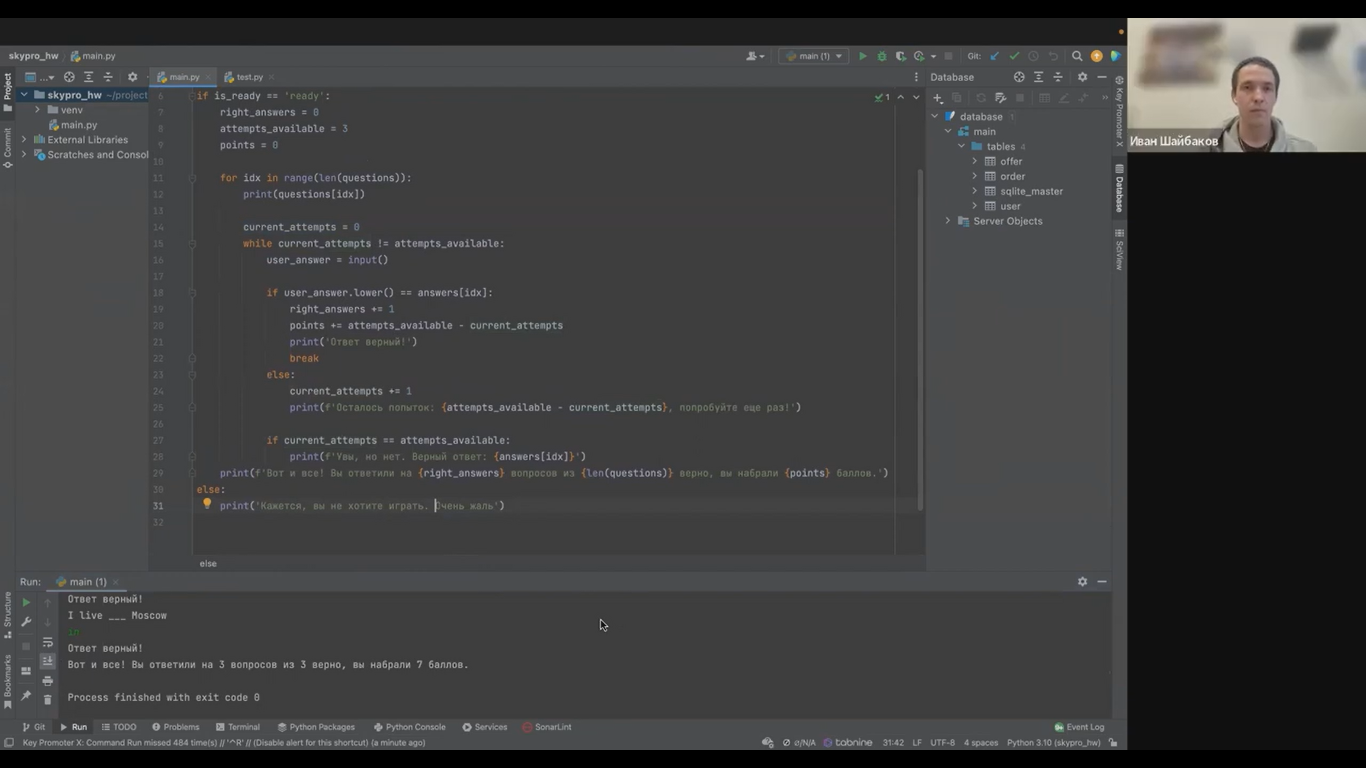 skypro_hw main.py
main (1)
Git:
Project
...
main.py
test.py
Database
skypro_hw ~/project
venv
main.py
External Libraries
Scratches and Consol
Commit
6 if is_ready == 'ready':
7 right_answers = 0
8 attempts_available = 3
9 points = 0
10
11 for idx in range(len(questions)):
12 print(questions[idx])
13
14 current_attempts = 0
15 while current_attempts != attempts_available:
16 user_answer = input()
17
18 if user_answer.lower() == answers[idx]:
19 right_answers += 1
20 points += attempts_available - current_attempts
21 print('Ответ верный!')
22 break
23 else:
24 current_attempts += 1
25 print(f'Осталось попыток: {attempts_available - current_attempts}, попробуйте еще раз!')
26
27 if current_attempts == attempts_available:
28 print(f'Увы, но нет. Верный ответ: {answers[idx]}')
29 print(f'Вот и все! Вы ответили на {right_answers} вопросов из {len(questions)} верно, вы набрали {points} баллов.')
30 else:
31 print('Кажется, вы не хотите играть. Очень жаль')
32
1
else
database 1
main
tables 4
offer
order
sqlite_master
user
Server Objects
Key Promoter X
Database
SciView
Иван Шайбаков
Run: main (1)
Structure
Bookmarks
Ответ верный!
I live ___ Moscow
in
Ответ верный!
Вот и все! Вы ответили на 3 вопросов из 3 верно, вы набрали 7 баллов.
Process finished with exit code 0
Git Run TODO Problems Terminal Python Packages Python Console Services SonarLint Event Log
Key Promoter X: Command Run missed 484 time(s) // '^R' // (Disable alert for this shortcut) (a minute ago) ∅/N/A tabnine 31:42 LF UTF-8 4 spaces Python 3.10 (skypro_hw)